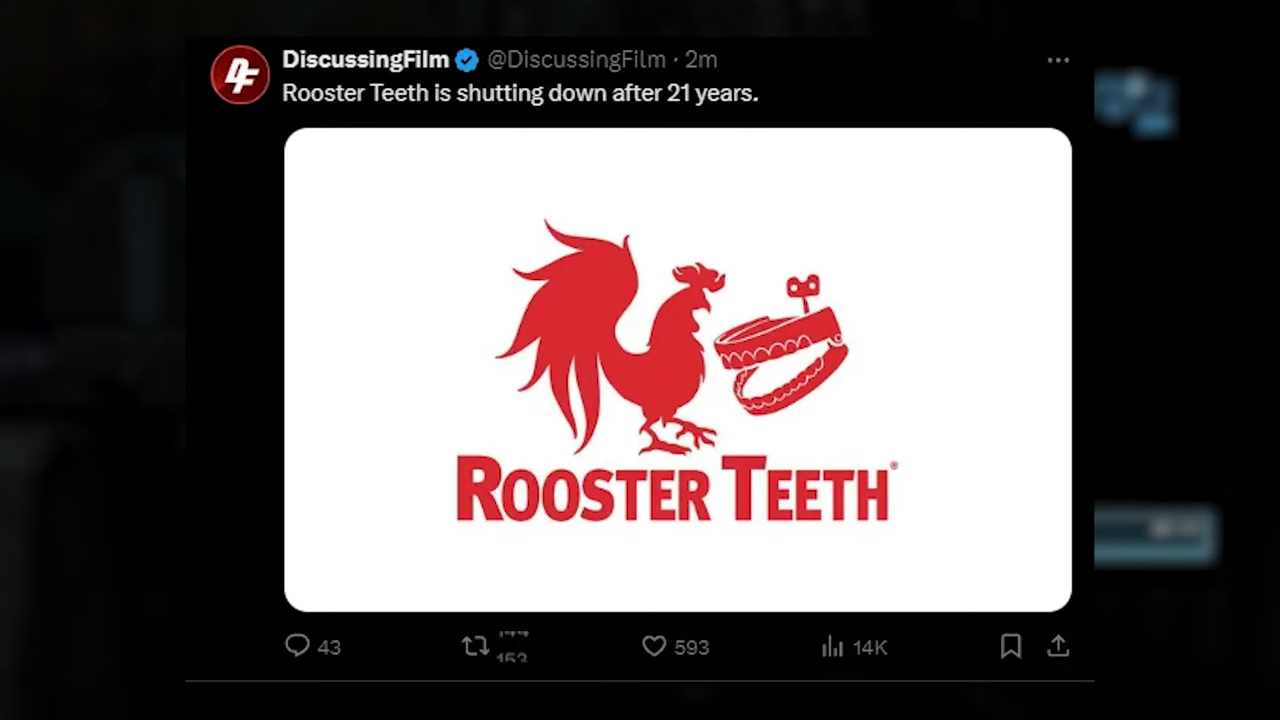 DiscussingFilm @DiscussingFilm · 2m
Rooster Teeth is shutting down after 21 years.
ROOSTER TEETH®
43 593 14K